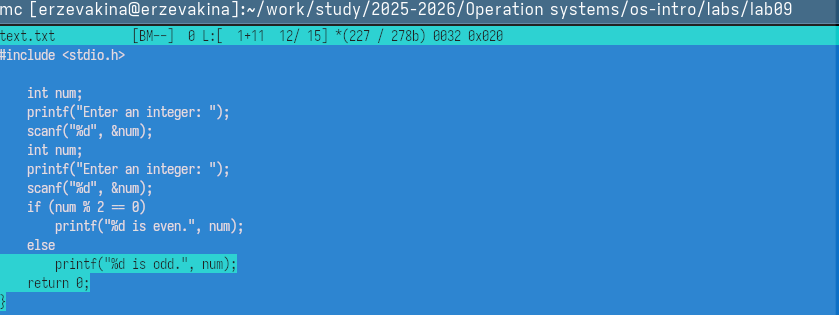 mc [erzevakina@erzevakina]:~/work/study/2025-2026/Operation systems/os-intro/labs/lab09
text.txt           [BM--]  0 L:[  1+11  12/ 15] *(227 / 278b) 0032 0x020
#include <stdio.h>

    int num;
    printf("Enter an integer: ");
    scanf("%d", &num);
    int num;
    printf("Enter an integer: ");
    scanf("%d", &num);
    if (num % 2 == 0)
        printf("%d is even.", num);
    else
        printf("%d is odd.", num);
    return 0;
}